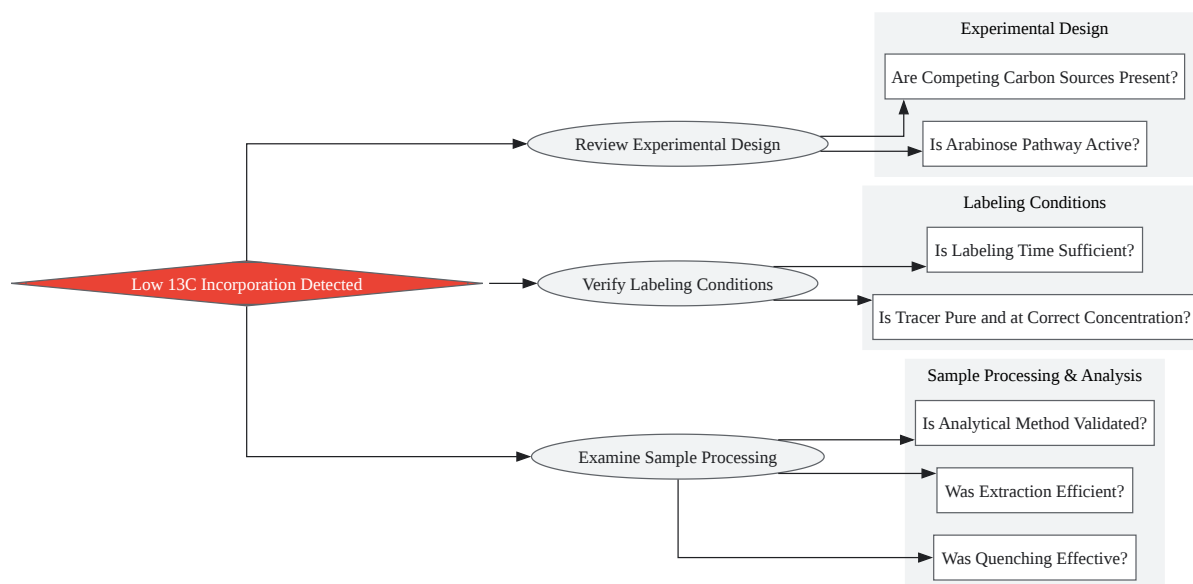 Experimental Design
Are Competing Carbon Sources Present?
Review Experimental Design
Is Arabinose Pathway Active?
Labeling Conditions
Is Labeling Time Sufficient?
Low 13C Incorporation Detected
Verify Labeling Conditions
Is Tracer Pure and at Correct Concentration?
Sample Processing & Analysis
Is Analytical Method Validated?
Examine Sample Processing
Was Extraction Efficient?
Was Quenching Effective?